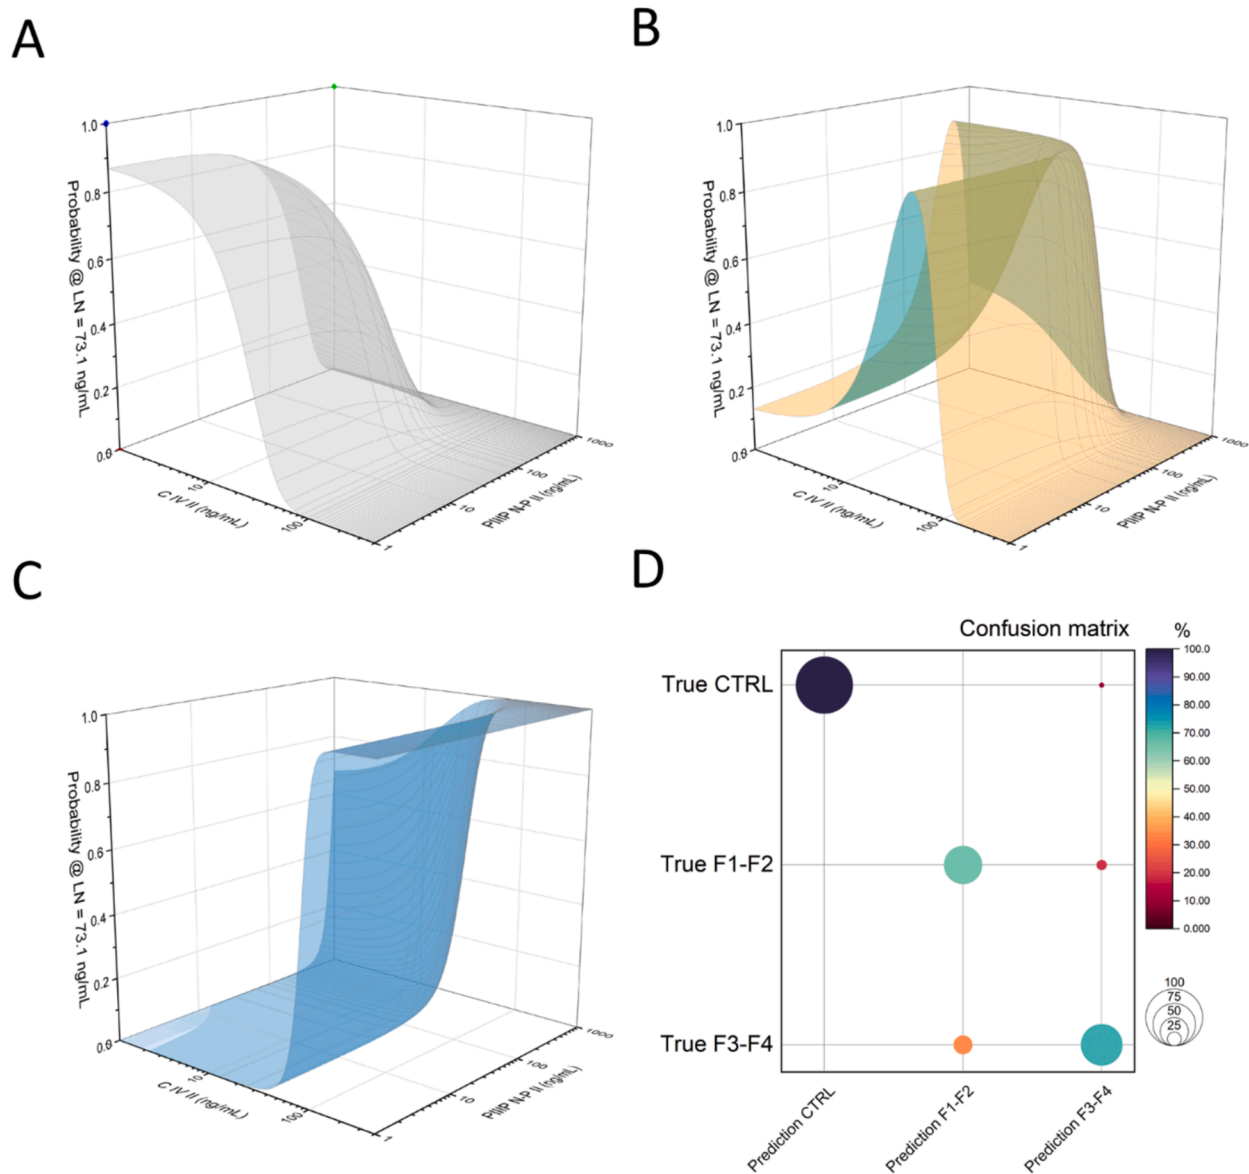 A
1.0
0.8
0.6
0.4
0.2
0.0
Probability @ LN = 73.1 ng/mL
10
100
C IV II (ng/mL)
1
10
100
1000
PIIIP N-P II (ng/mL)
B
1.0
0.8
0.6
0.4
0.2
0.0
Probability @ LN = 73.1 ng/mL
10
100
C IV II (ng/mL)
1
10
100
1000
PIIIP N-P II (ng/mL)
C
1.0
0.8
0.6
0.4
0.2
0.0
Probability @ LN = 73.1 ng/mL
10
100
C IV II (ng/mL)
1
10
100
1000
PIIIP N-P II (ng/mL)
D
Confusion matrix
%
True CTRL
True F1-F2
True F3-F4
Prediction CTRL
Prediction F1-F2
Prediction F3-F4
100.0
90.00
80.00
70.00
60.00
50.00
40.00
30.00
20.00
10.00
0.000
100
75
50
25